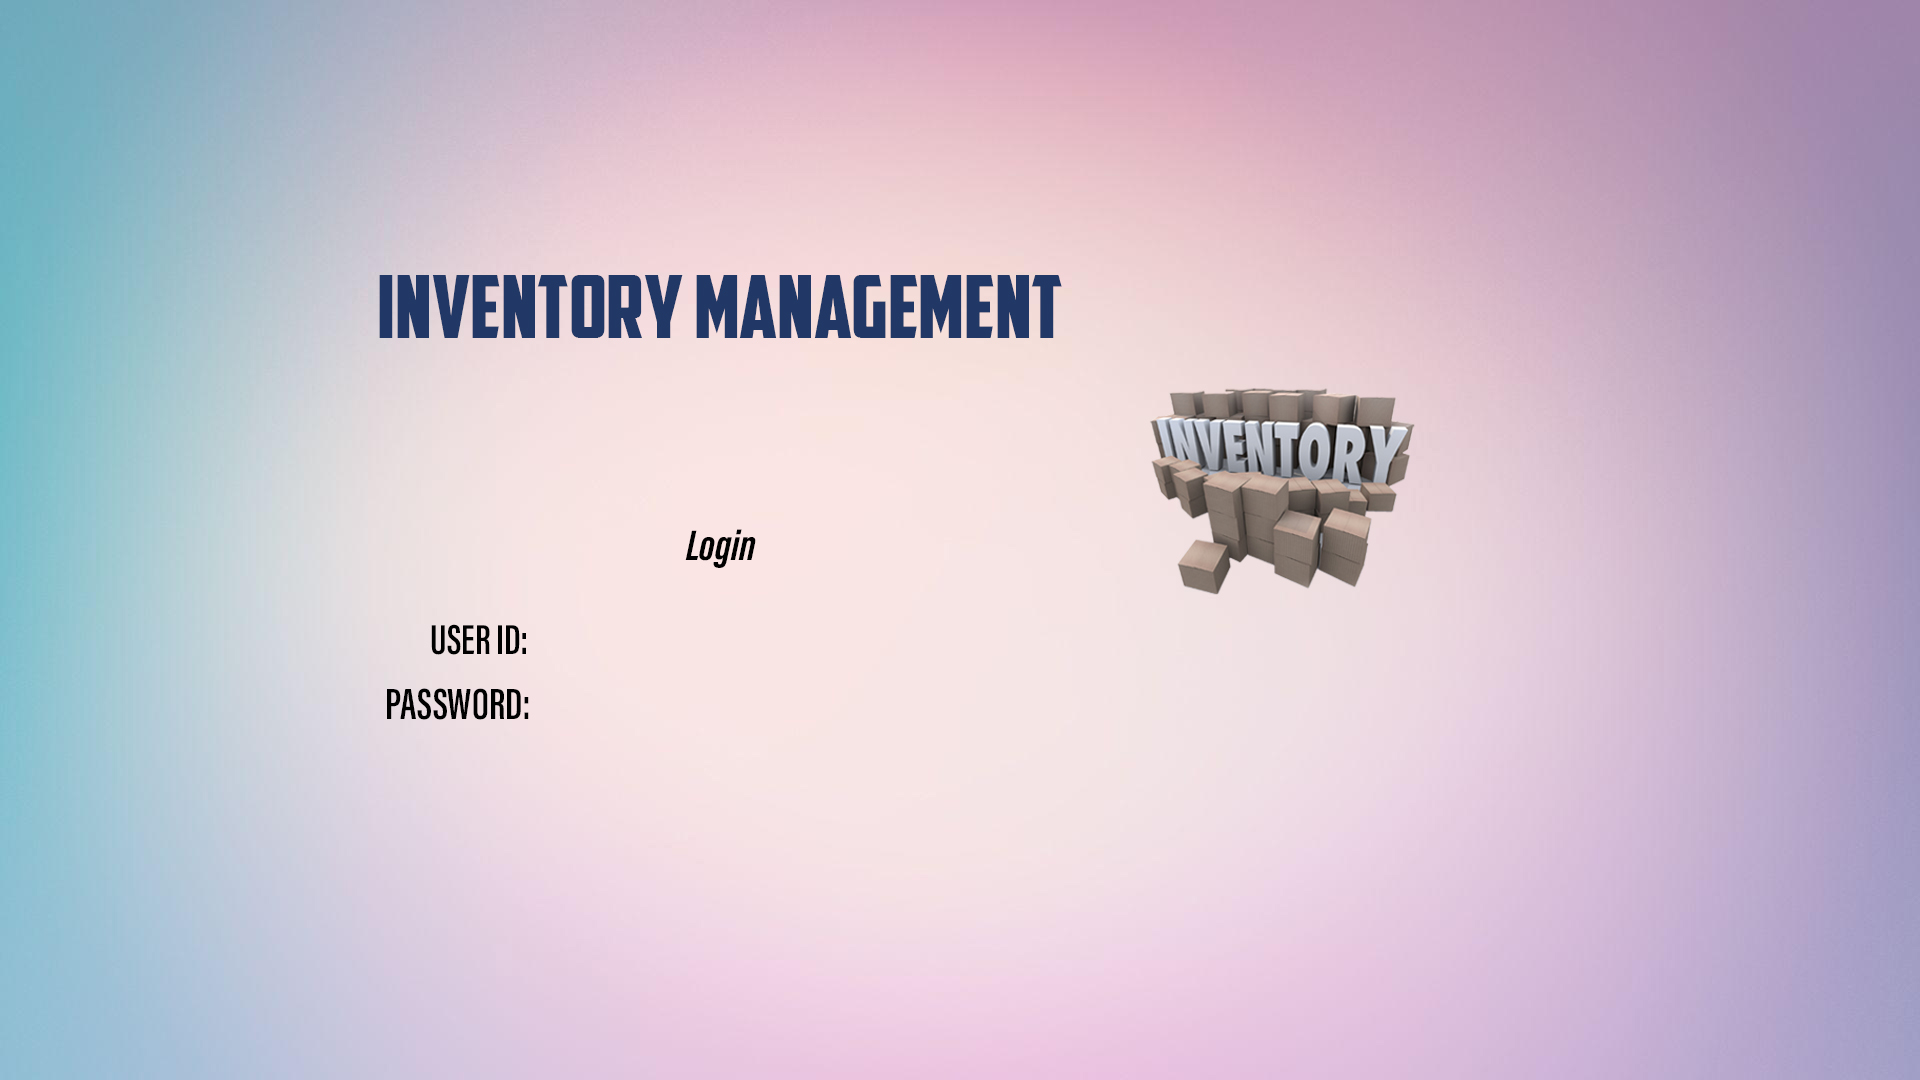 INVENTORY MANAGEMENT
INVENTORY
Login
USER ID:
PASSWORD: